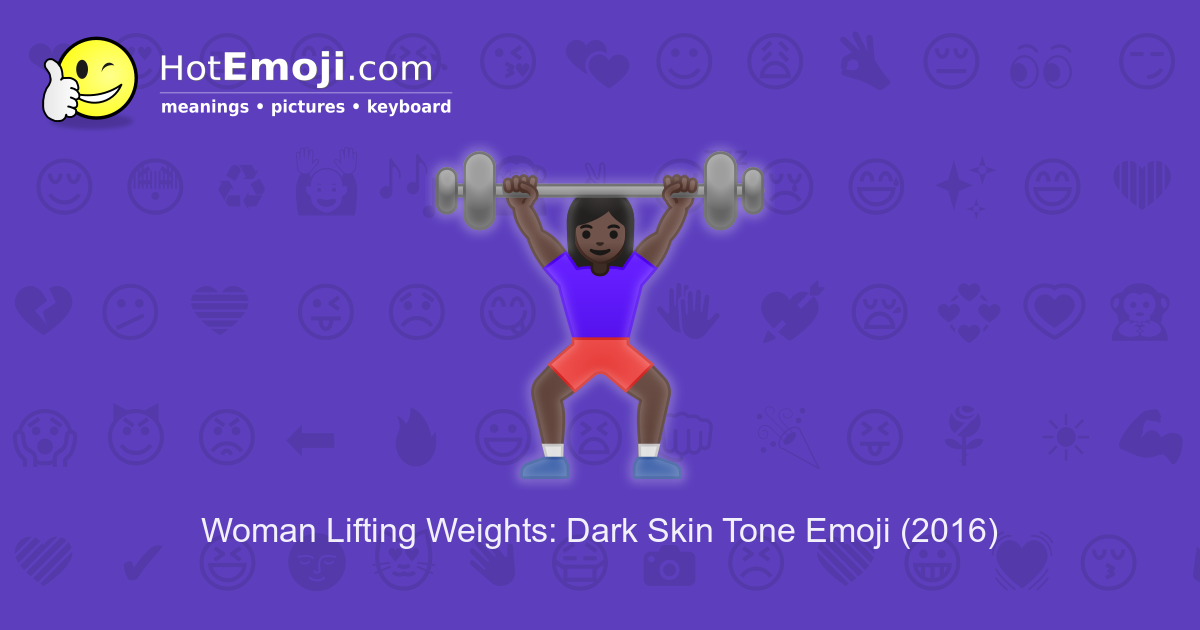 HotEmoji.com
meanings • pictures • keyboard
Woman Lifting Weights: Dark Skin Tone Emoji (2016)